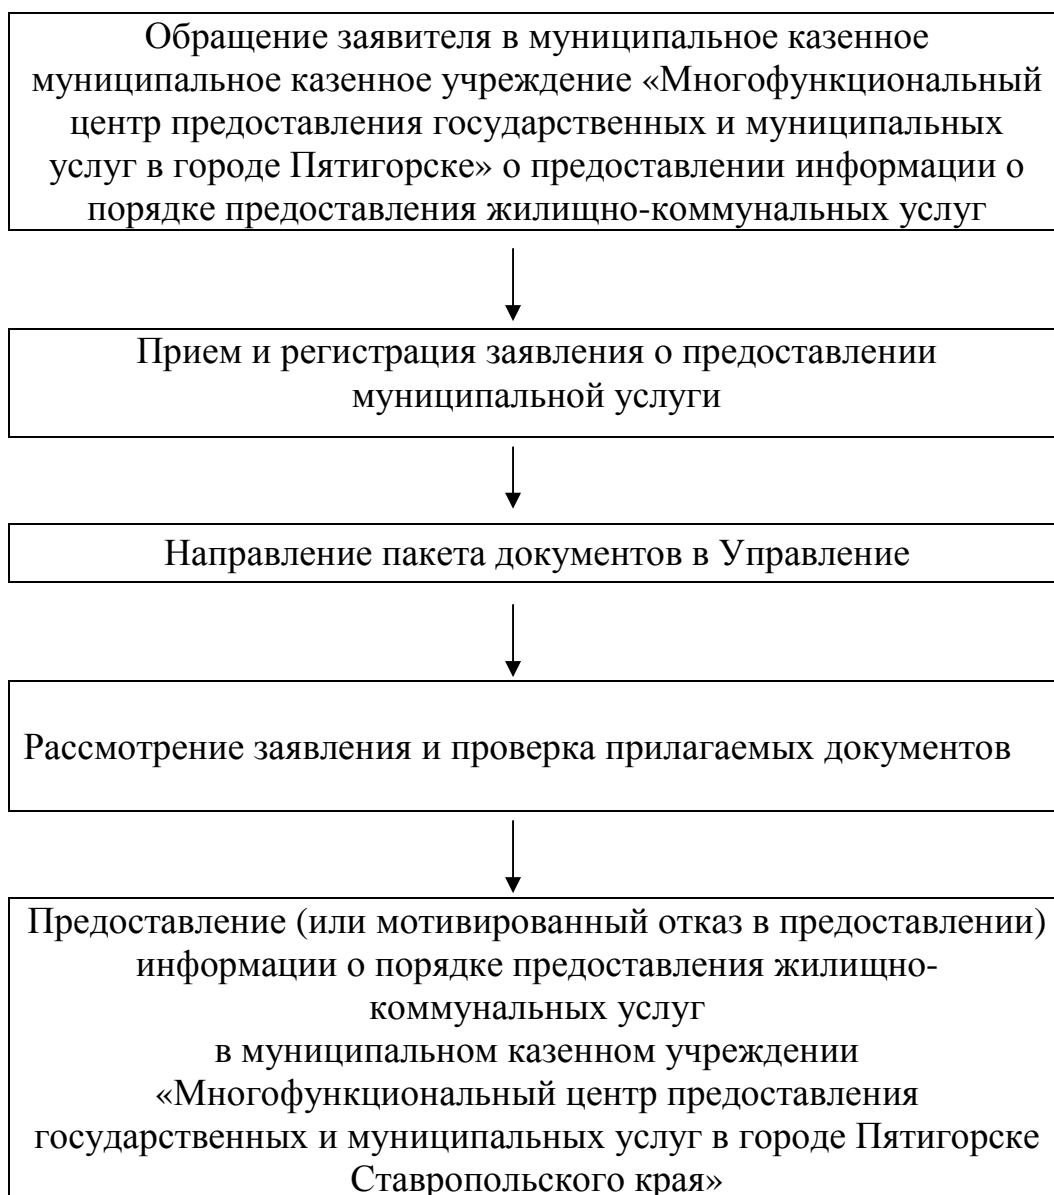 Обращение заявителя в муниципальное казенное
муниципальное казенное учреждение «Многофункциональный
центр предоставления государственных и муниципальных
услуг в городе Пятигорске» о предоставлении информации о
порядке предоставления жилищно-коммунальных услуг
Прием и регистрация заявления о предоставлении
муниципальной услуги
Направление пакета документов в Управление
Рассмотрение заявления и проверка прилагаемых документов
Предоставление (или мотивированный отказ в предоставлении)
информации о порядке предоставления жилищно-
коммунальных услуг
в муниципальном казенном учреждении
«Многофункциональный центр предоставления
государственных и муниципальных услуг в городе Пятигорске
Ставропольского края»